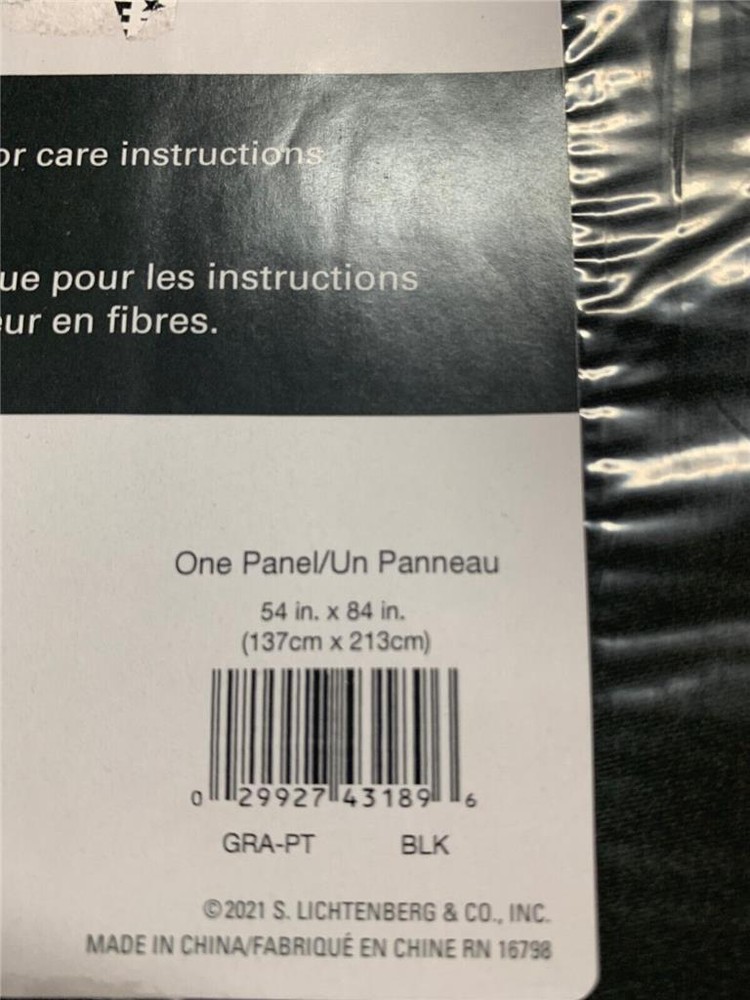 or care instructions
ue pour les instructions
eur en fibres.
One Panel/Un Panneau
54 in. x 84 in.
(137cm x 213cm)
0 29927 43189 6
GRA-PT BLK
©2021 S. LICHTENBERG & CO., INC.
MADE IN CHINA/FABRIQUÉ EN CHINE RN 16798